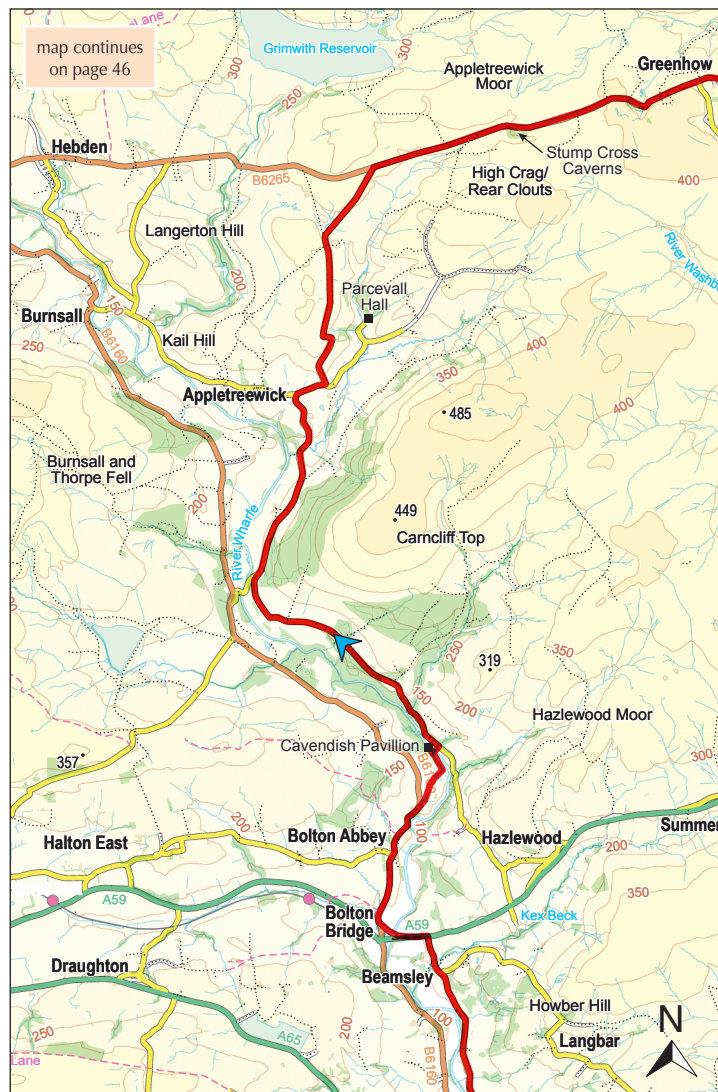 map continues
on page 46
Grimwith Reservoir
300
Appletreewick
Moor
Greenhow
300
250
Hebden
B6265
Stump Cross
Caverns
High Crag/
Rear Clouts
400
Langerton Hill
200
River Washb
Parcevall
Hall
150
Burnsall
Kail Hill
B6160
250
400
350
Appletreewick
400
485
Burnsall and
Thorpe Fell
200
449
Carncliff Top
River Wharfe
250
319
350
150
200
Hazlewood Moor
Cavendish Pavillion
357
150
B61
300
100
Halton East
200
Bolton Abbey
Hazlewood
Summer
200
350
A59
Bolton
Bridge
A59
Kex Beck
Draughton
Beamsley
Howber Hill
N
100
200
250
A65
Langbar
Lane
B6160